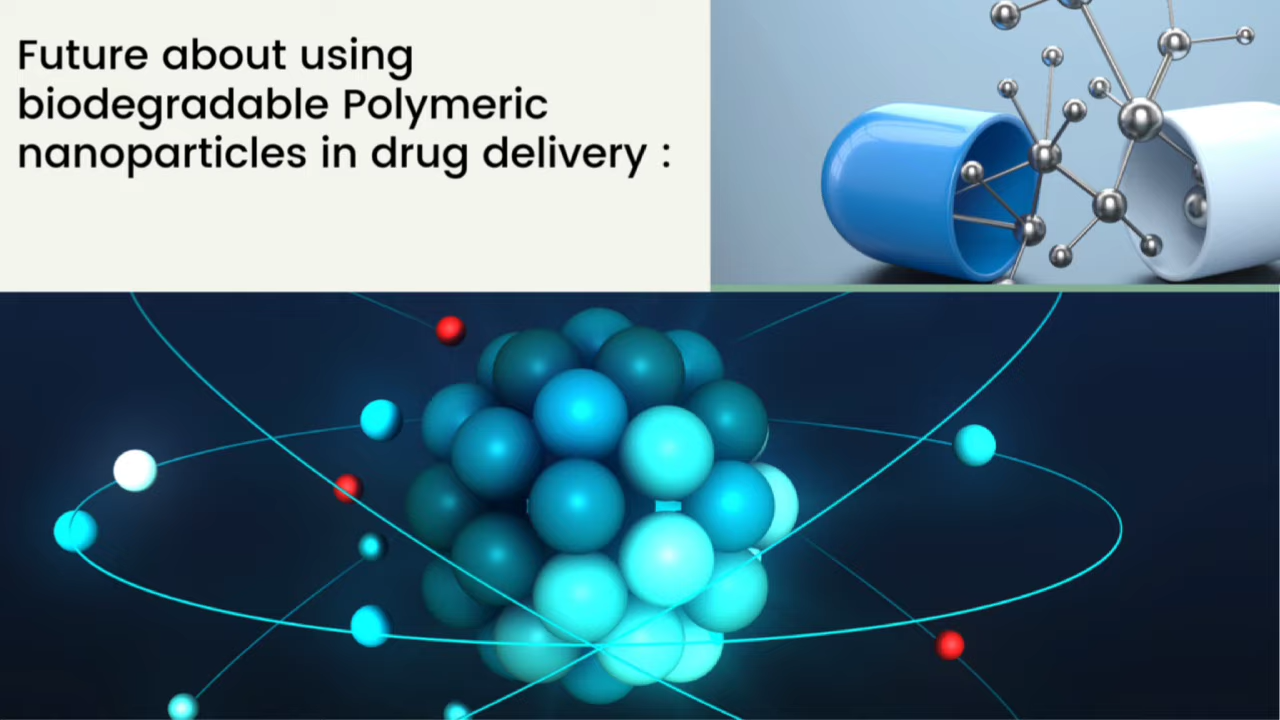 Future about using
biodegradable Polymeric
nanoparticles in drug delivery :